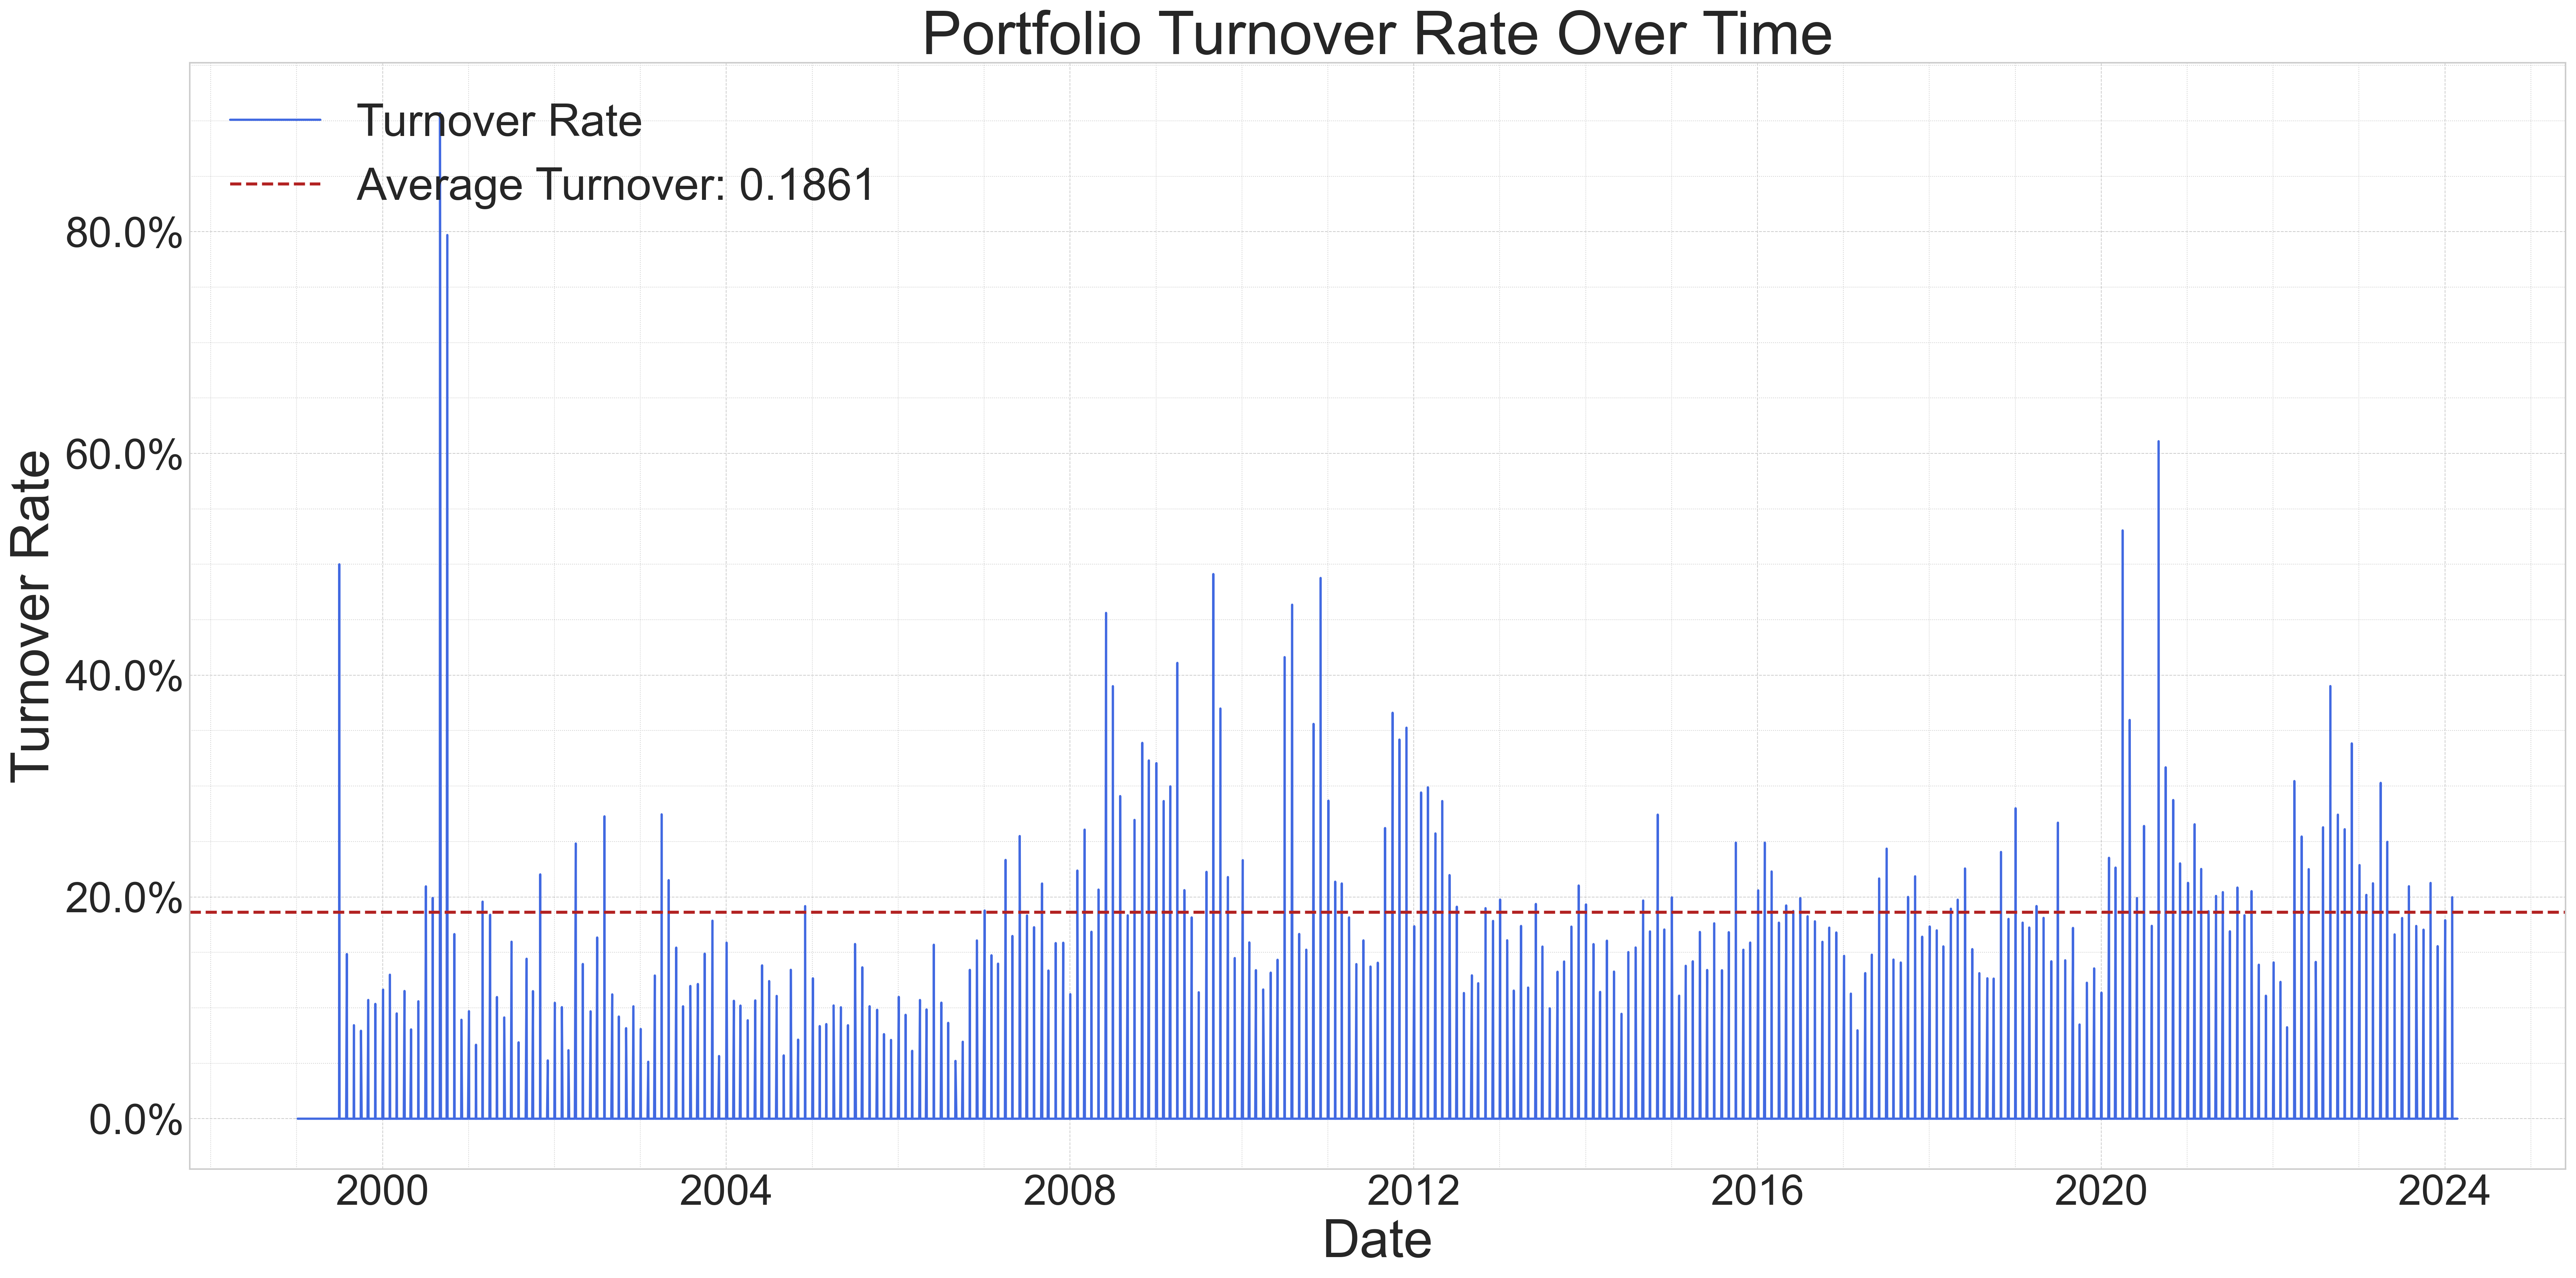 Portfolio Turnover Rate Over Time
Turnover Rate
Average Turnover: 0.1861
Turnover Rate
80.0%
60.0%
40.0%
20.0%
0.0%
2000 2004 2008 2012 2016 2020 2024
Date